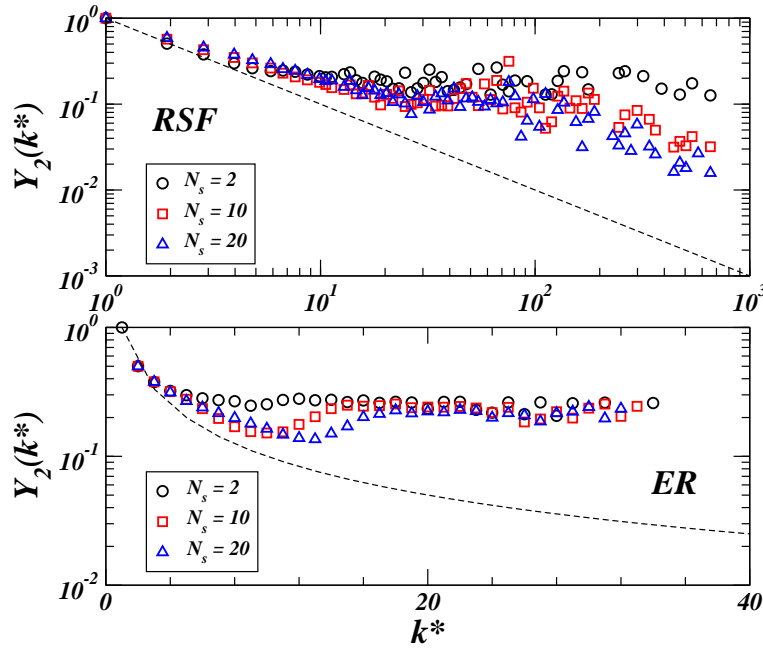 10^0
10^-1
10^-2
10^-3
Y_2(k*)
RSF
N_s = 2
N_s = 10
N_s = 20
10^0 10^1 10^2 10^3
10^0
10^-1
10^-2
Y_2(k*)
ER
N_s = 2
N_s = 10
N_s = 20
0 20 40
k*